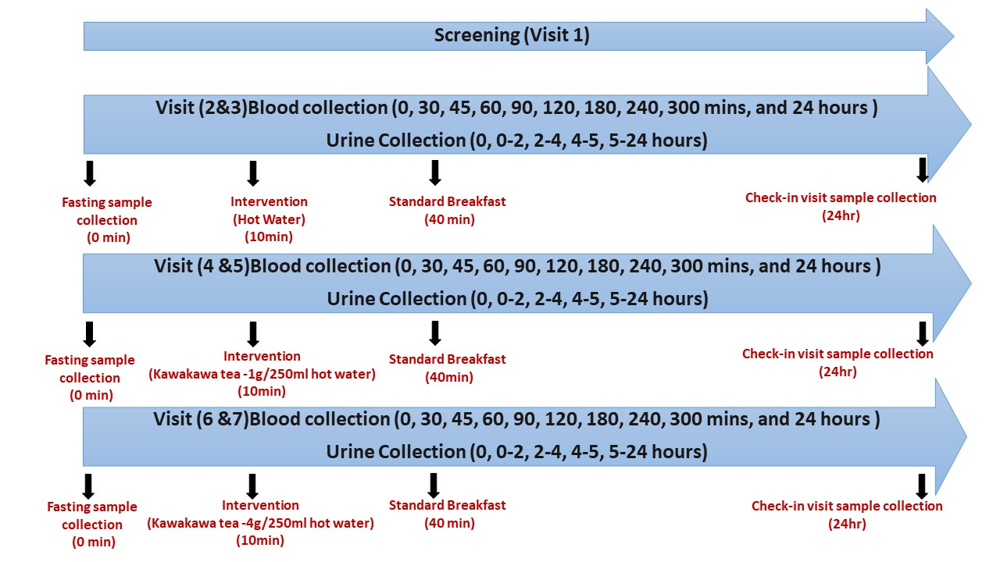 Screening (Visit 1)
Visit (2&3)Blood collection (0, 30, 45, 60, 90, 120, 180, 240, 300 mins, and 24 hours )
Urine Collection (0, 0-2, 2-4, 4-5, 5-24 hours)
Fasting sample
collection
(0 min)
Intervention
(Hot Water)
(10min)
Standard Breakfast
(40 min)
Check-in visit sample collection
(24hr)
Visit (4 &5)Blood collection (0, 30, 45, 60, 90, 120, 180, 240, 300 mins, and 24 hours )
Urine Collection (0, 0-2, 2-4, 4-5, 5-24 hours)
Fasting sample
collection
(0 min)
Intervention
(Kawakawa tea -1g/250ml hot water)
(10min)
Standard Breakfast
(40min)
Check-in visit sample collection
(24hr)
Visit (6 &7)Blood collection (0, 30, 45, 60, 90, 120, 180, 240, 300 mins, and 24 hours )
Urine Collection (0, 0-2, 2-4, 4-5, 5-24 hours)
Fasting sample
collection
(0 min)
Intervention
(Kawakawa tea -4g/250ml hot water)
(10min)
Standard Breakfast
(40 min)
Check-in visit sample collection
(24hr)